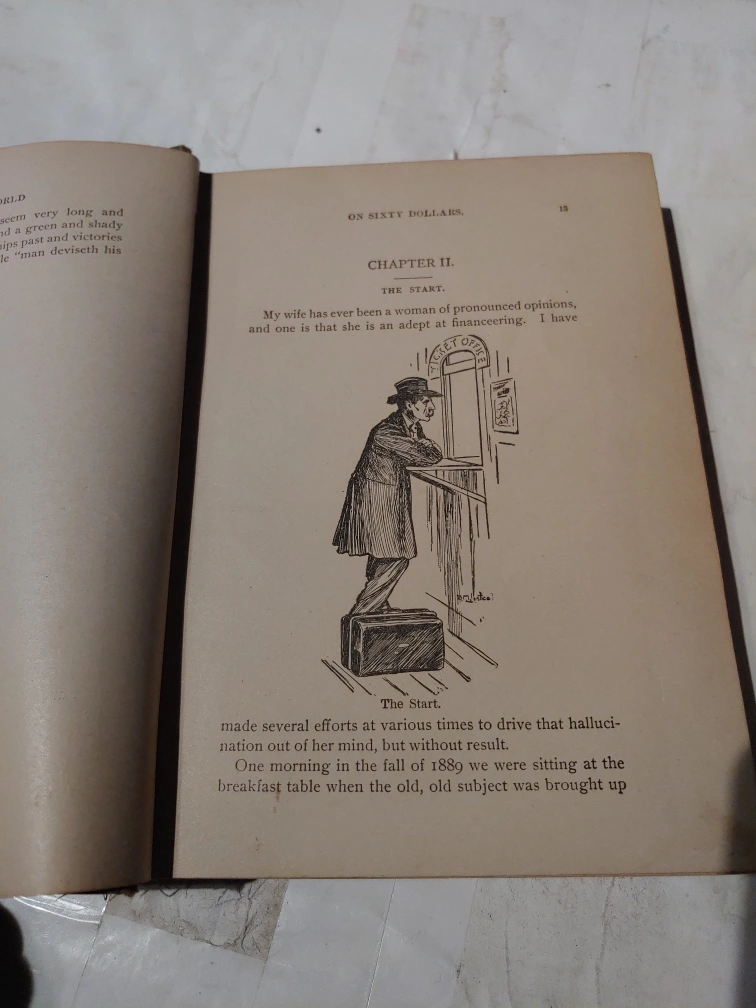 ORLD
seem very long and
nd a green and shady
ips past and victories
le "man deviseth his
ON SIXTY DOLLARS. 13
CHAPTER II.
THE START.
My wife has ever been a woman of pronounced opinions,
and one is that she is an adept at financeering. I have
TICKET OFFICE
The Start.
made several efforts at various times to drive that halluci-
nation out of her mind, but without result.
One morning in the fall of 1889 we were sitting at the
breakfast table when the old, old subject was brought up